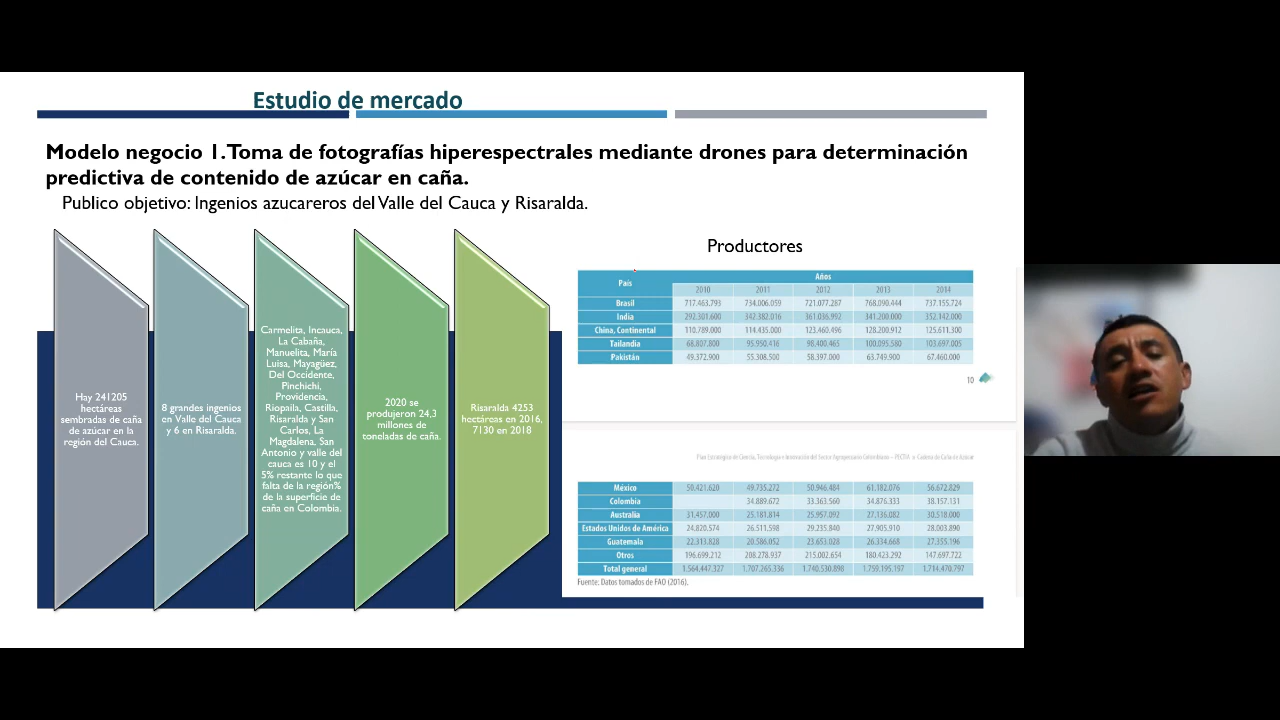 Estudio de mercado
Modelo negocio 1. Toma de fotografías hiperespectrales mediante drones para determinación
predictiva de contenido de azúcar en caña.
Publico objetivo: Ingenios azucareros del Valle del Cauca y Risaralda.
Hay 241205
hectáreas
sembradas de caña
de azúcar en la
región del Cauca.
8 grandes ingenios
en Valle del Cauca
y 6 en Risaralda.
Carmelita, Incauca,
La Cabaña,
Manuelita, María
Luisa, Mayagüez,
Del Occidente,
Pinchichi,
Providencia,
Riopaila, Castilla,
Risaralda y San
Carlos, La
Magdalena, San
Antonio y valle del
cauca es 10 y el
5% restante lo que
falta de la región%
de la superficie de
caña en Colombia.
2020 se
produjeron 24,3
millones de
toneladas de caña.
Risaralda 4253
hectáreas en 2016,
7130 en 2018
Productores
País Años
2010 2011 2012 2013 2014
Brasil 717.463.793 734.006.059 721.077.287 768.090.444 737.155.724
India 292.301.600 342.382.016 361.036.992 341.200.000 352.142.000
China, Continental 110.789.000 114.435.000 123.460.496 128.200.912 125.611.300
Tailandia 68.807.800 95.950.416 98.400.465 100.095.580 103.697.005
Pakistán 49.372.900 55.308.500 58.397.000 63.749.900 67.460.000
10
Plan Estratégico de Ciencia, Tecnología e Innovación del Sector Agropecuario Colombiano – PECTIA Cadena de Caña de Azúcar
México 50.421.620 49.735.272 50.946.484 61.182.076 56.672.829
Colombia 34.889.672 33.363.560 34.876.333 38.157.131
Australia 31.457.000 25.181.814 25.957.092 27.136.082 30.518.000
Estados Unidos de América 24.820.574 26.511.598 29.235.840 27.905.910 28.003.890
Guatemala 22.313.828 20.586.052 23.653.028 26.334.668 27.355.196
Otros 196.699.212 208.278.937 215.002.654 180.423.292 147.697.722
Total general 1.564.447.327 1.707.265.336 1.740.530.898 1.759.195.197 1.714.470.797
Fuente: Datos tomados de FAO (2016).